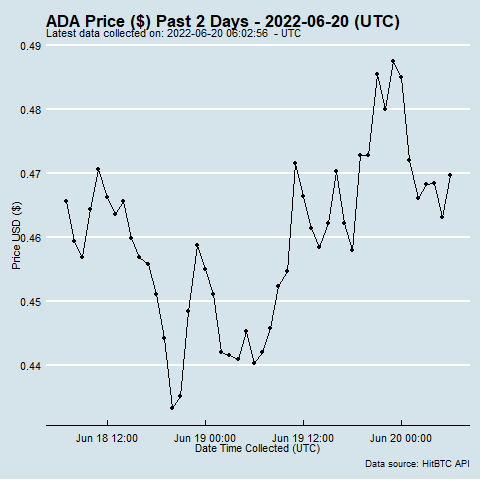 ADA Price ($) Past 2 Days - 2022-06-20 (UTC)
Latest data collected on: 2022-06-20 06:02:56 - UTC
0.49
0.48
0.47
0.46
0.45
0.44
Price USD ($)
Jun 18 12:00 Jun 19 00:00 Jun 19 12:00 Jun 20 00:00
Date Time Collected (UTC)
Data source: HitBTC API